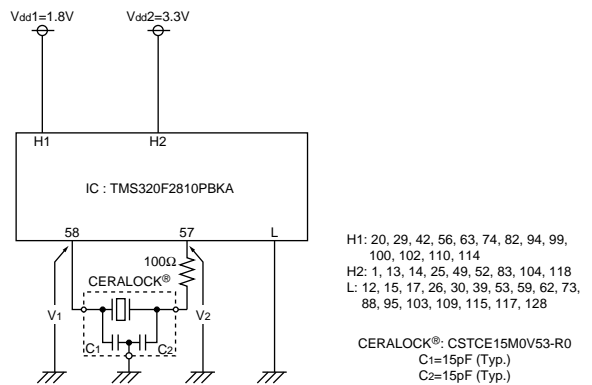 Vdd1=1.8V
Vdd2=3.3V
H1
H2
IC : TMS320F2810PBKA
58
57
L
100Ω
CERALOCK®
V1
V2
C1
C2
H1: 20, 29, 42, 56, 63, 74, 82, 94, 99,
100, 102, 110, 114
H2: 1, 13, 14, 25, 49, 52, 83, 104, 118
L: 12, 15, 17, 26, 30, 39, 53, 59, 62, 73,
88, 95, 103, 109, 115, 117, 128
CERALOCK®: CSTCE15M0V53-R0
C1=15pF (Typ.)
C2=15pF (Typ.)